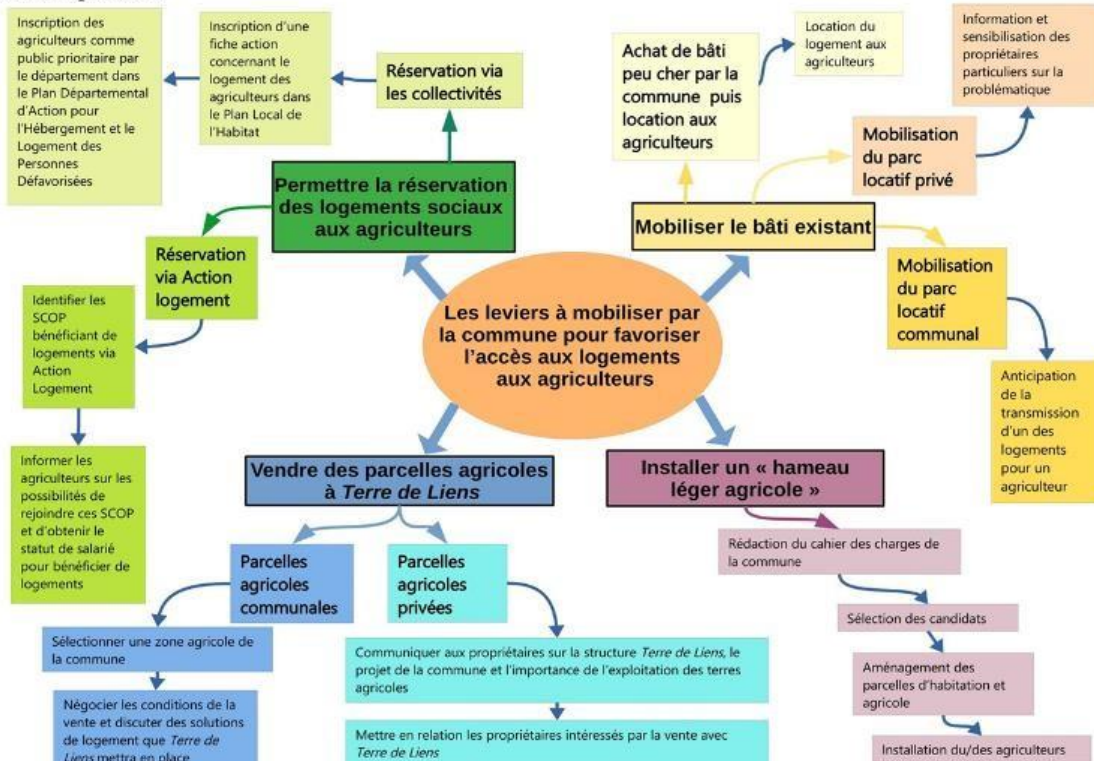 Inscription des
agriculteurs comme
public prioritaire par
le département dans
le Plan Départemental
d'Action pour
l'Hébergement et le
Logement des
Personnes
Défavorisées
Inscription d'une
fiche action
concernant le
logement des
agriculteurs dans
le Plan Local de
l'Habitat
Réservation via
les collectivités
Achat de bâti
peu cher par la
commune puis
location aux
agriculteurs
Location du
logement aux
agriculteurs
Information et
sensibilisation des
propriétaires
particuliers sur la
problématique
Mobilisation
du parc
locatif privé
Permettre la réservation
des logements sociaux
aux agriculteurs
Mobiliser le bâti existant
Réservation
via Action
logement
Mobilisation
du parc
locatif
communal
Identifier les
SCOP
bénéficiant de
logements via
Action
Logement
Les leviers à mobiliser par
la commune pour favoriser
l'accès aux logements
aux agriculteurs
Anticipation
de la
transmission
d'un des
logements
pour un
agriculteur
Informer les
agriculteurs sur les
possibilités de
rejoindre ces SCOP
et d'obtenir le
statut de salarié
pour bénéficier de
logements
Vendre des parcelles agricoles
à Terre de Liens
Installer un « hameau
léger agricole »
Parcelles
agricoles
communales
Parcelles
agricoles
privées
Rédaction du cahier des charges de
la commune
Sélectionner une zone agricole de
la commune
Communiquer aux propriétaires sur la structure Terre de Liens, le
projet de la commune et l'importance de l'exploitation des terres
agricoles
Sélection des candidats
Aménagement des
parcelles d'habitation et
agricole
Négocier les conditions de la
vente et discuter des solutions
de logement que Terre de
Liens mettra en place
Mettre en relation les propriétaires intéressés par la vente avec
Terre de Liens
Installation du/des agriculteurs